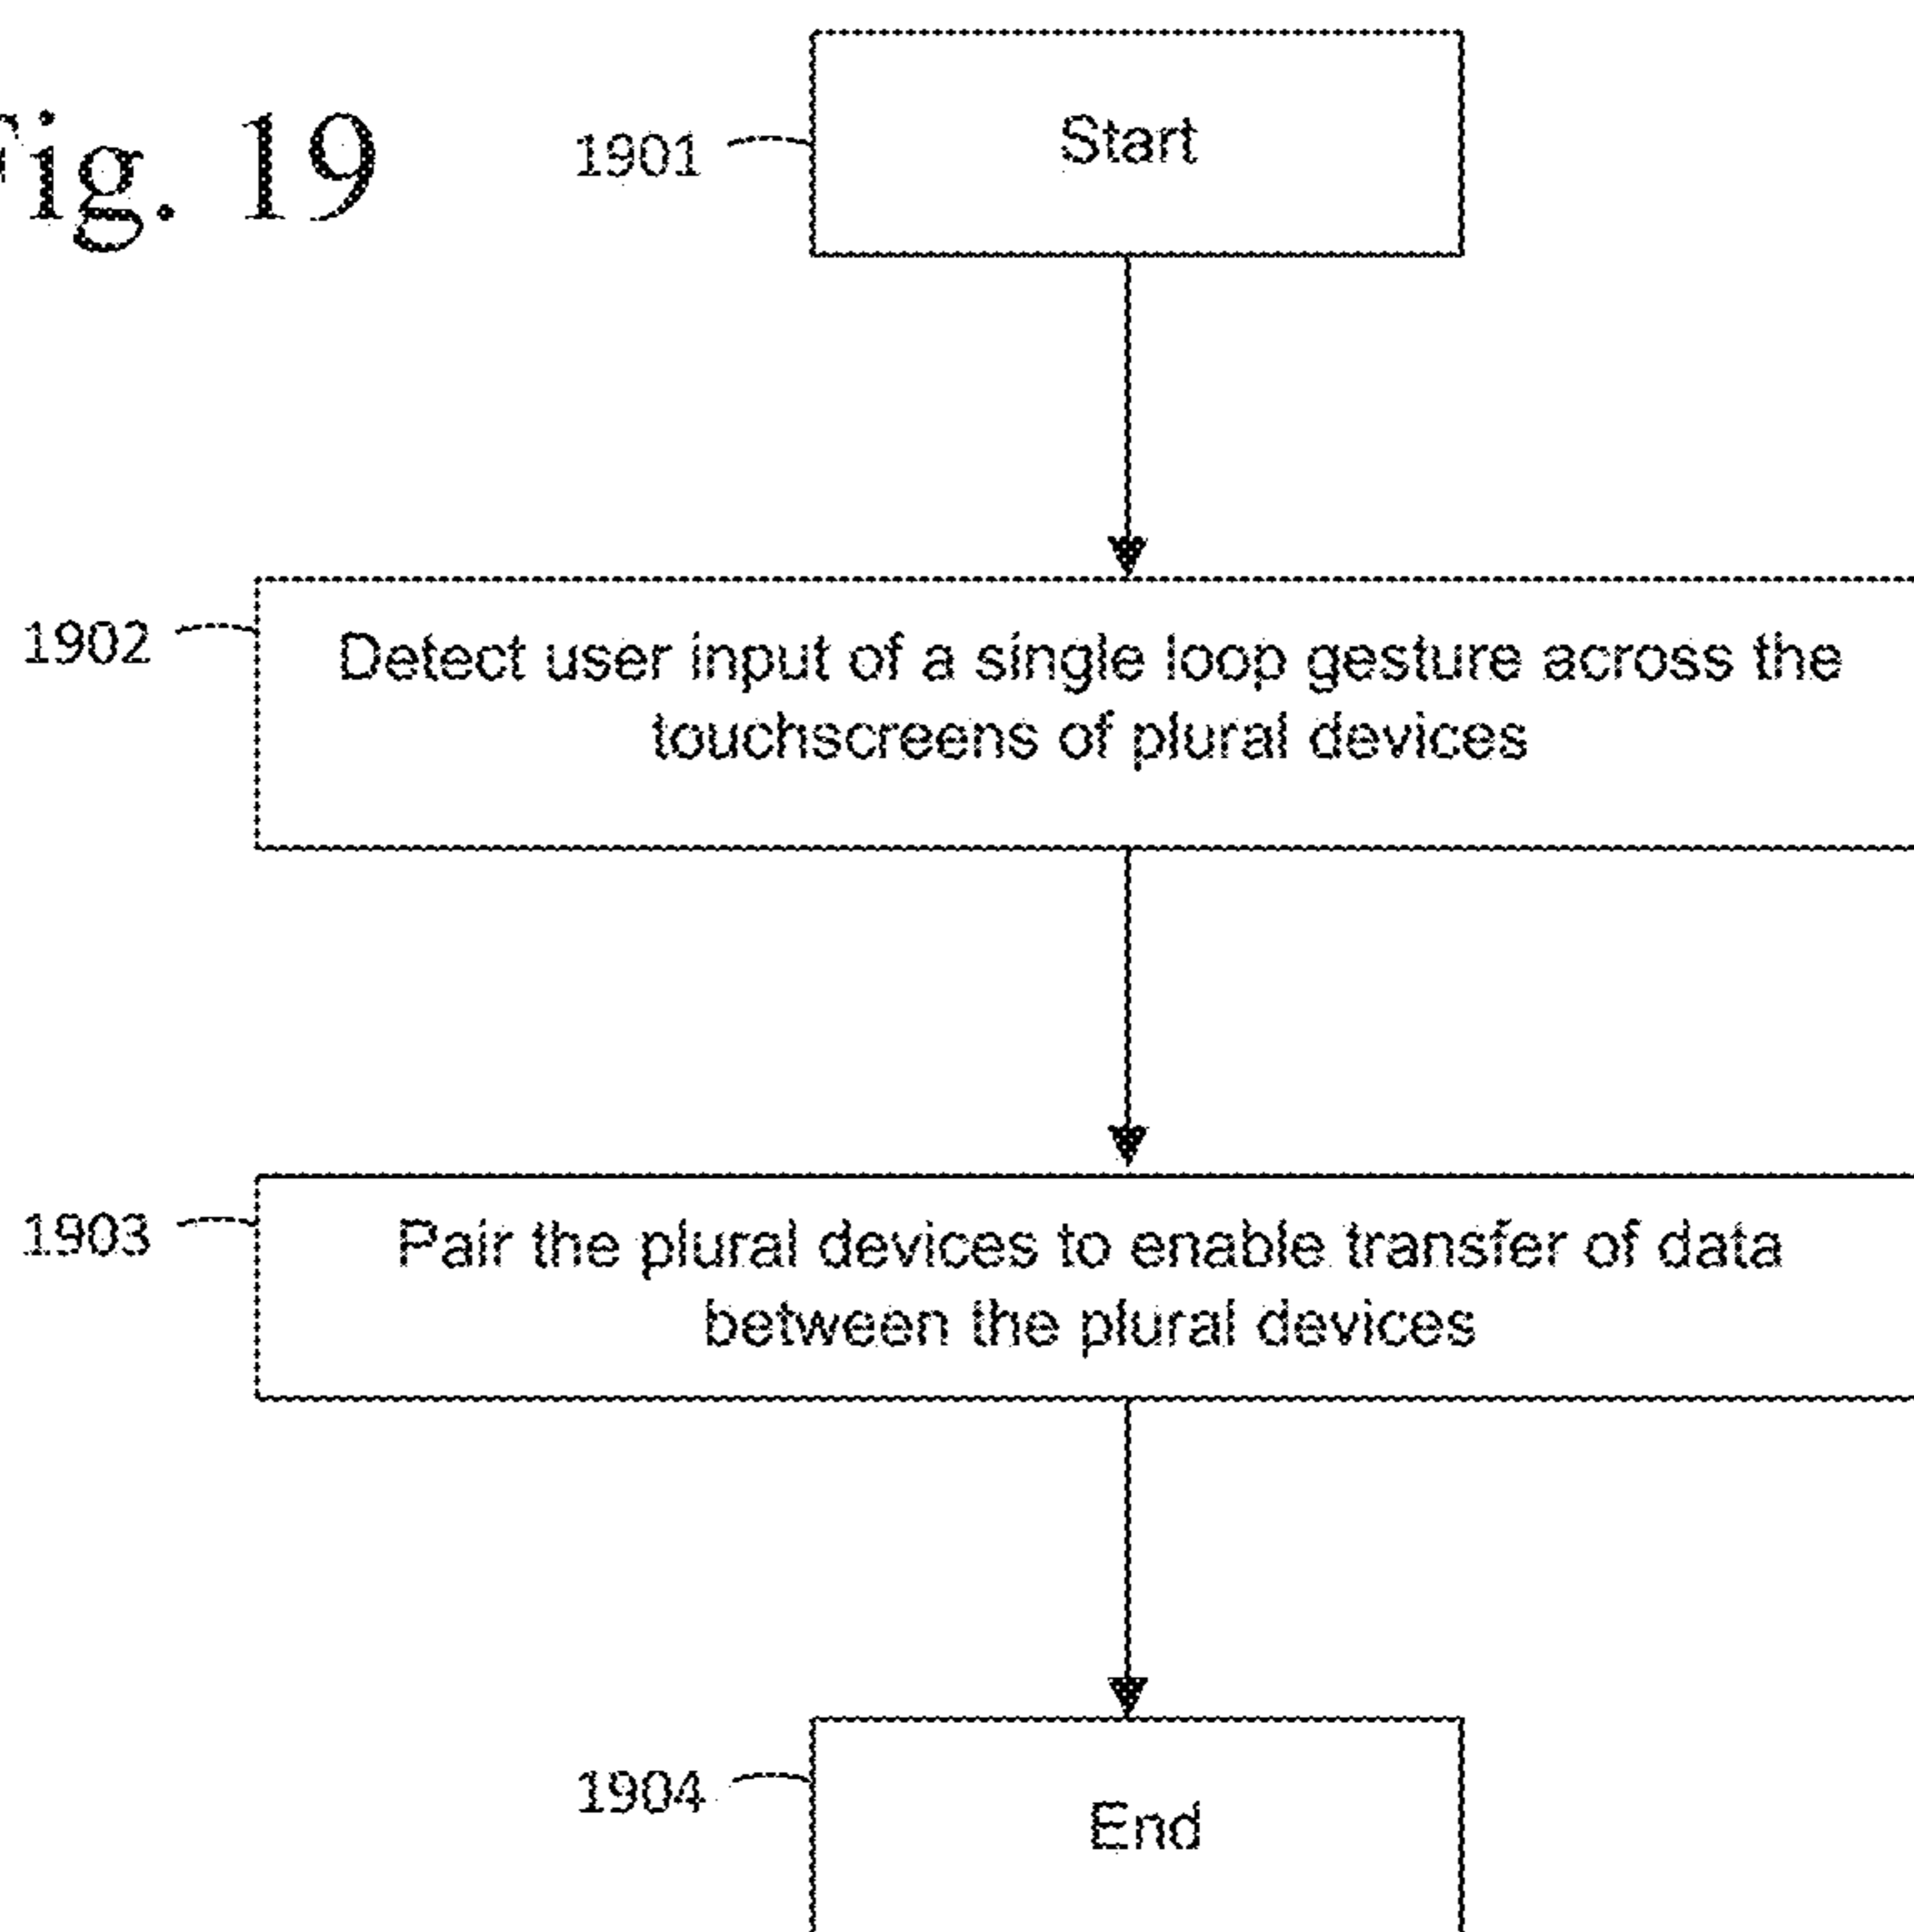 Fig. 19
1901
Start
1902
Detect user input of a single loop gesture across the
touchscreens of plural devices
1903
Pair the plural devices to enable transfer of data
between the plural devices
1904
End